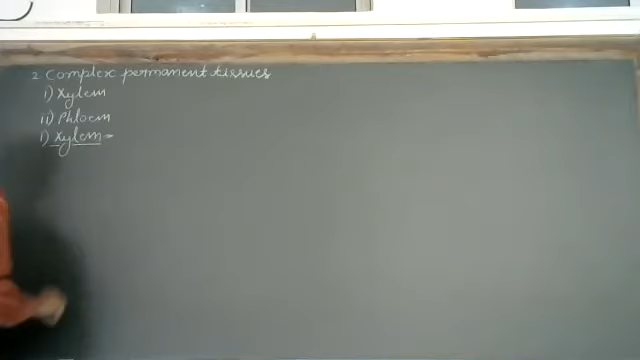 2. Complex permanent tissues
i) Xylem
ii) Phloem
i) Xylem -